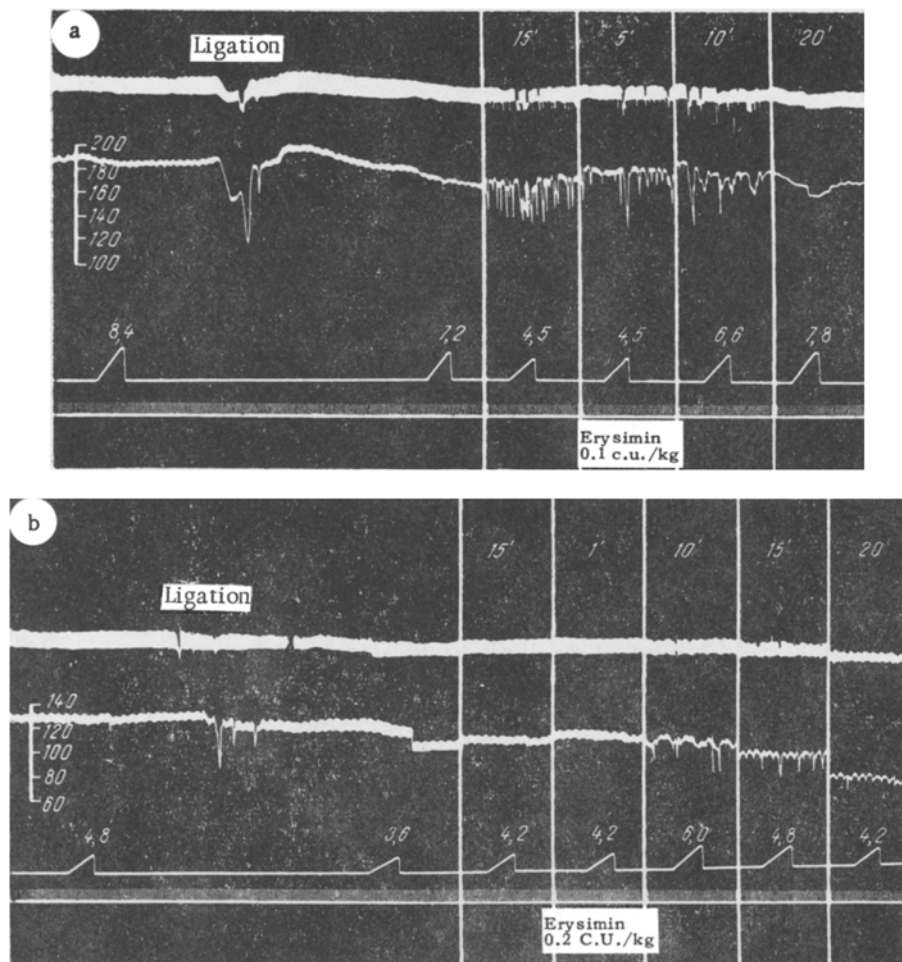 a
Ligation
15' 5' 10' 20'
200
180
160
140
120
100
8,4 7,2 4,5 4,5 6,6 7,8
Erysimin
0.1 c.u./kg
b
Ligation
15' 1' 10' 15' 20'
140
120
100
80
60
4,8 3,6 4,2 4,2 6,0 4,8 4,2
Erysimin
0.2 C.U./kg